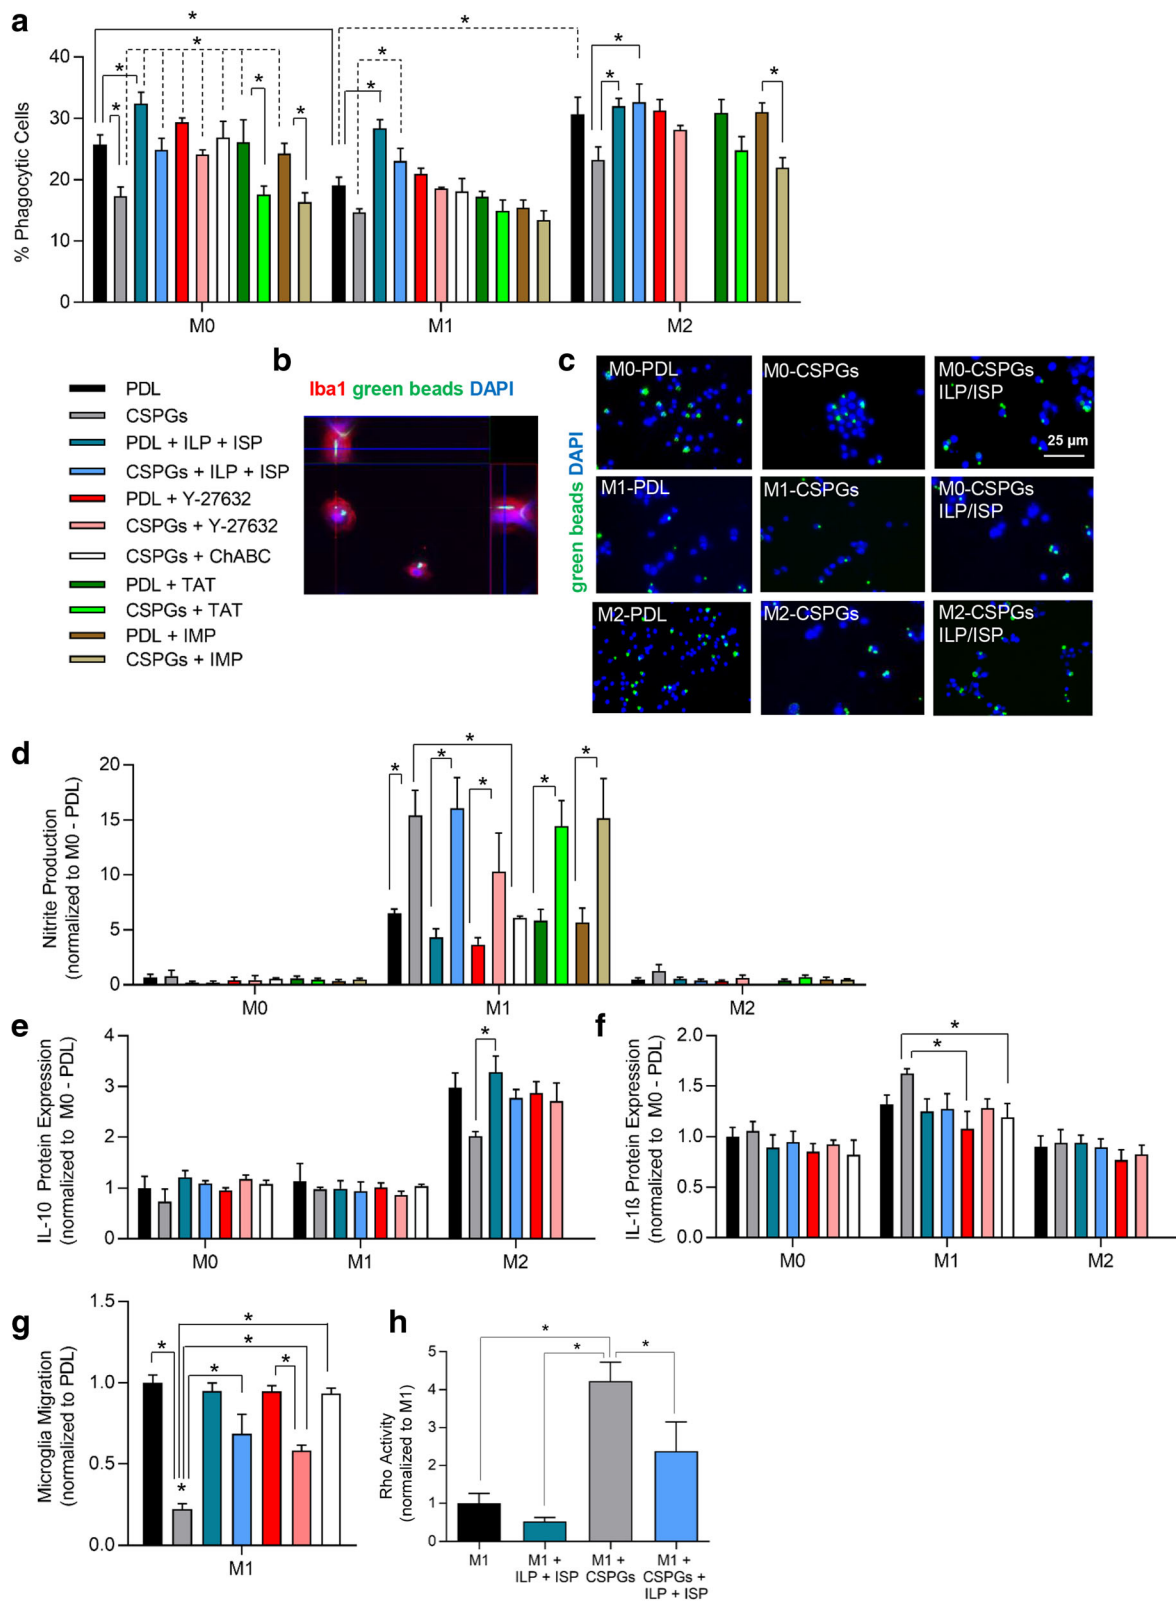 a
* * * * * * * * * * * * *
% Phagocytic Cells
40
30
20
10
0
M0 M1 M2
PDL
CSPGs
PDL + ILP + ISP
CSPGs + ILP + ISP
PDL + Y-27632
CSPGs + Y-27632
CSPGs + ChABC
PDL + TAT
CSPGs + TAT
PDL + IMP
CSPGs + IMP
b
Iba1 green beads DAPI
c
green beads DAPI
M0-PDL
M0-CSPGs
M0-CSPGs
ILP/ISP
25 µm
M1-PDL
M1-CSPGs
M0-CSPGs
ILP/ISP
M2-PDL
M2-CSPGs
M2-CSPGs
ILP/ISP
d
* * * * * *
Nitrite Production
(normalized to M0 - PDL)
20
15
10
5
0
M0 M1 M2
e
*
IL-10 Protein Expression
(normalized to M0 - PDL)
4
3
2
1
0
M0 M1 M2
f
* *
IL-1ß Protein Expression
(normalized to M0 - PDL)
2.0
1.5
1.0
0.5
0.0
M0 M1 M2
g
* * * * * *
Microglia Migration
(normalized to PDL)
1.5
1.0
0.5
0.0
M1
h
* * *
Rho Activity
(normalized to M1)
5
4
3
2
1
0
M1
M1 +
ILP + ISP
M1 +
CSPGs
M1 +
CSPGs +
ILP + ISP